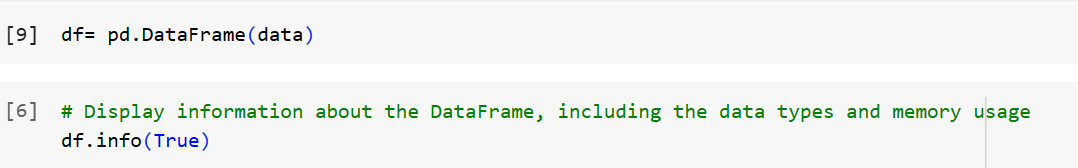 [9] df= pd.DataFrame(data)
[6] # Display information about the DataFrame, including the data types and memory usage
df.info(True)